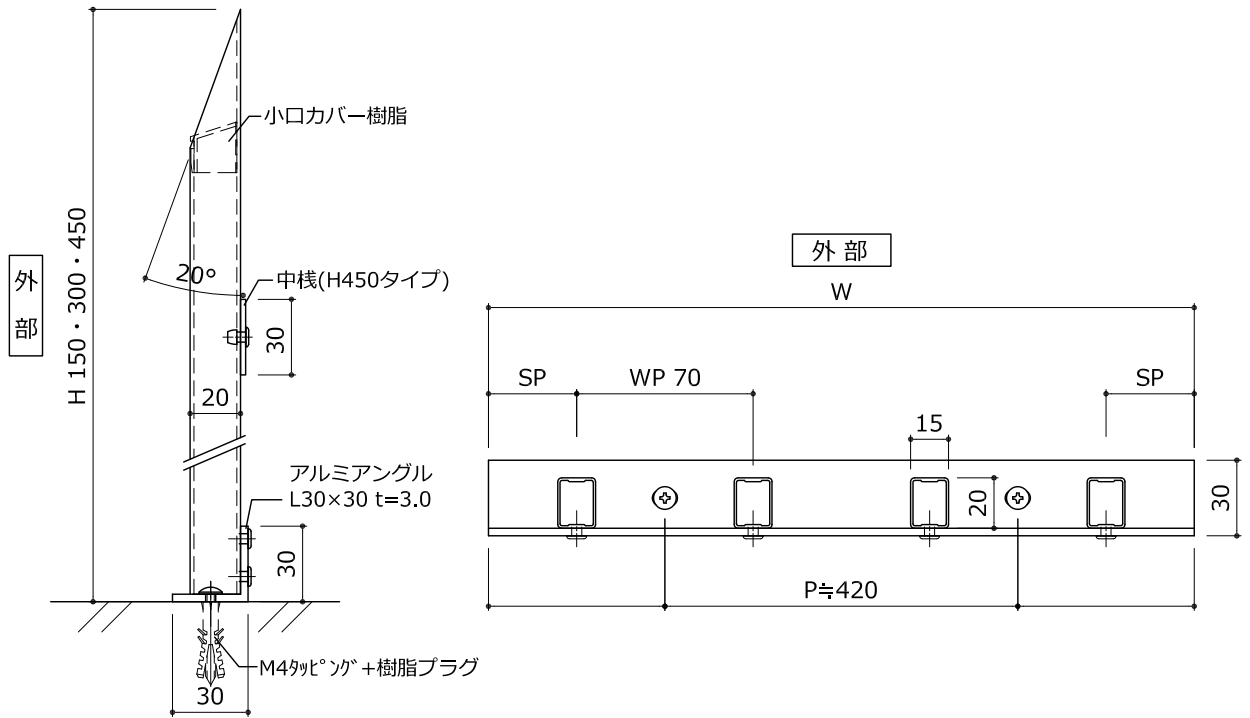 外部
H 150・300・450
小口カバー樹脂
20°
中桟(H450タイプ)
30
20
アルミアングル
L30×30 t=3.0
30
M4ﾀｯﾋﾟﾝｸﾞ+樹脂プラグ
30
外 部
W
SP
WP 70
SP
15
20
30
P≒420